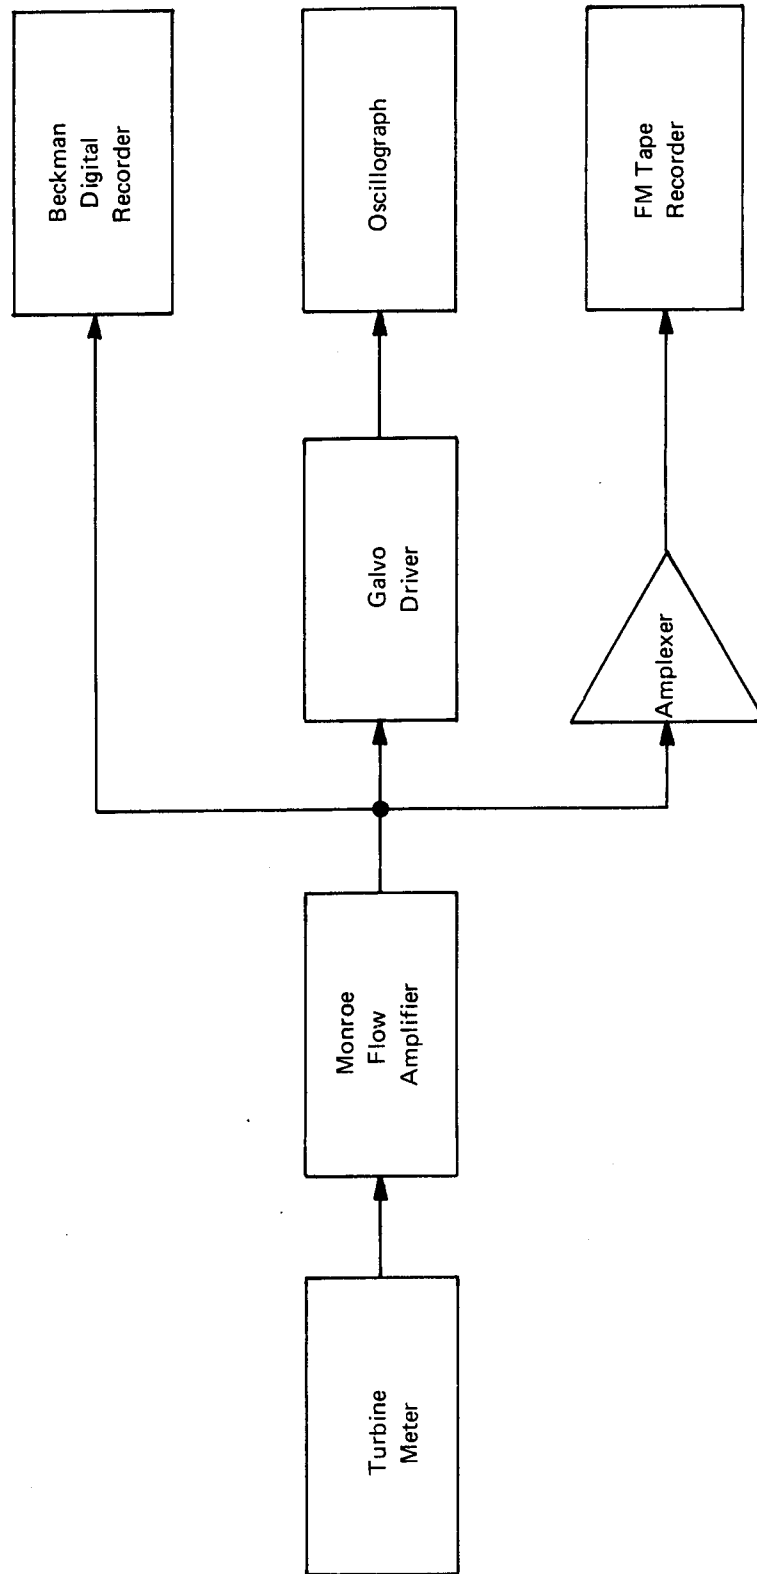 Turbine
Meter
Monroe
Flow
Amplifier
Beckman
Digital
Recorder
Galvo
Driver
Oscillograph
Amplexer
FM Tape
Recorder